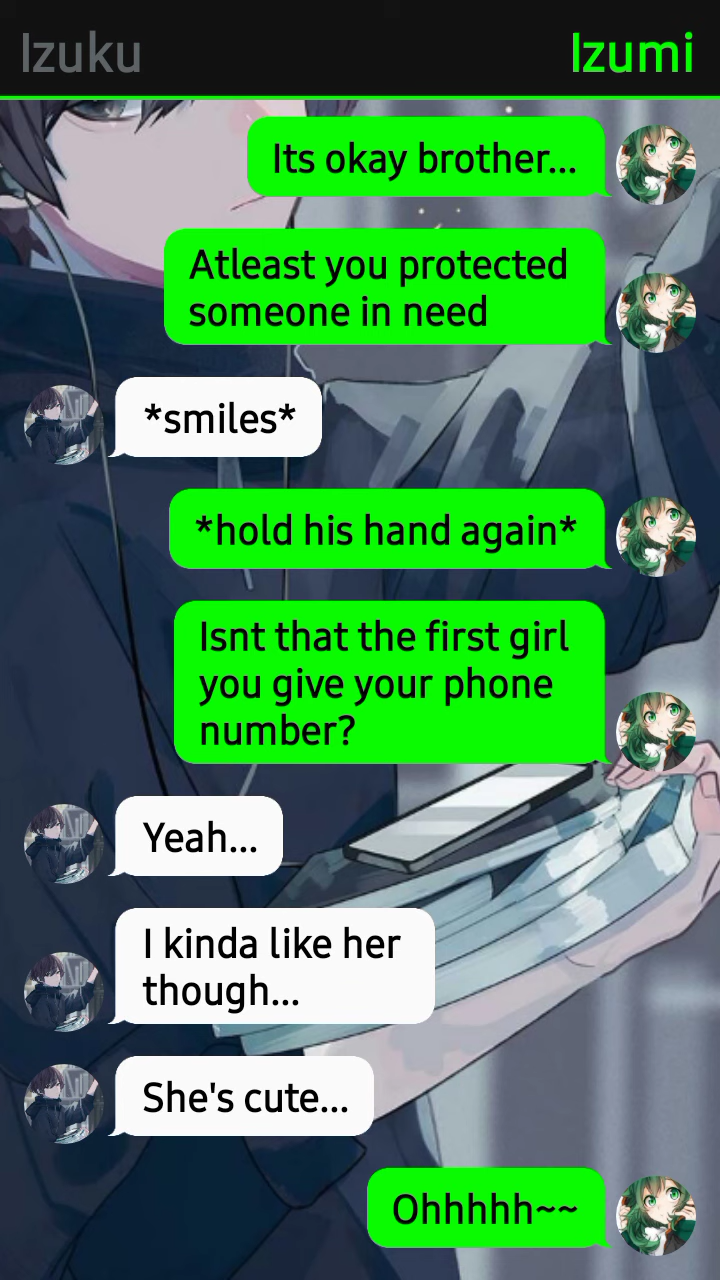 Izuku
Izumi
Its okay brother...
Atleast you protected
someone in need
*smiles*
*hold his hand again*
Isnt that the first girl
you give your phone
number?
Yeah...
I kinda like her
though...
She's cute...
Ohhhhh~~